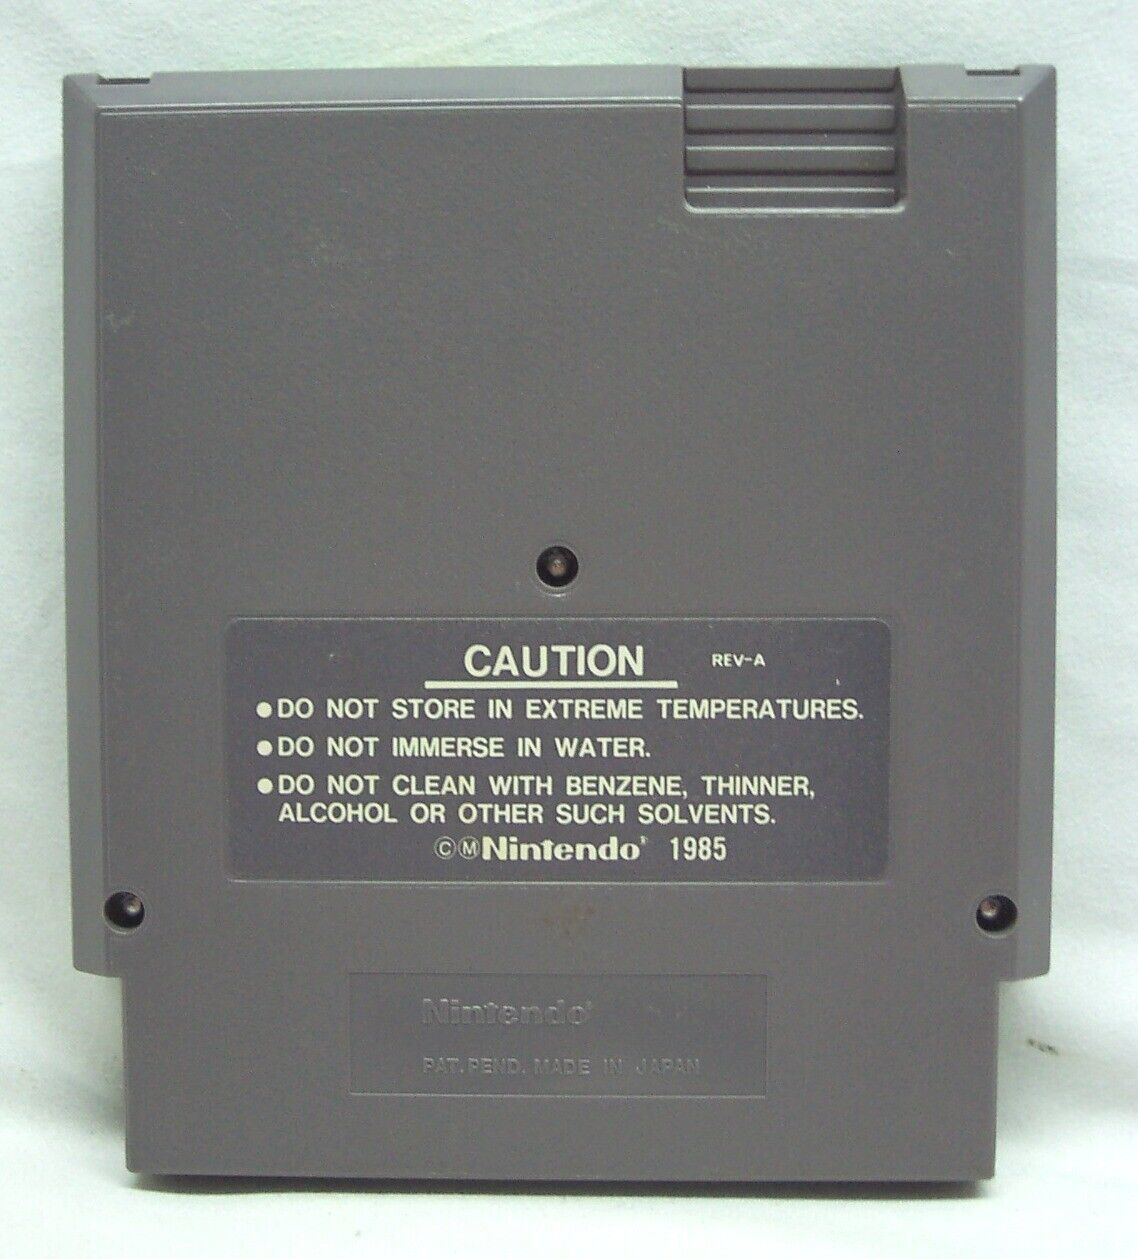 CAUTION REV-A
●DO NOT STORE IN EXTREME TEMPERATURES.
●DO NOT IMMERSE IN WATER.
●DO NOT CLEAN WITH BENZENE, THINNER,
ALCOHOL OR OTHER SUCH SOLVENTS.
ⒸⓂNintendo® 1985
Nintendo®
PAT. PEND. MADE IN JAPAN